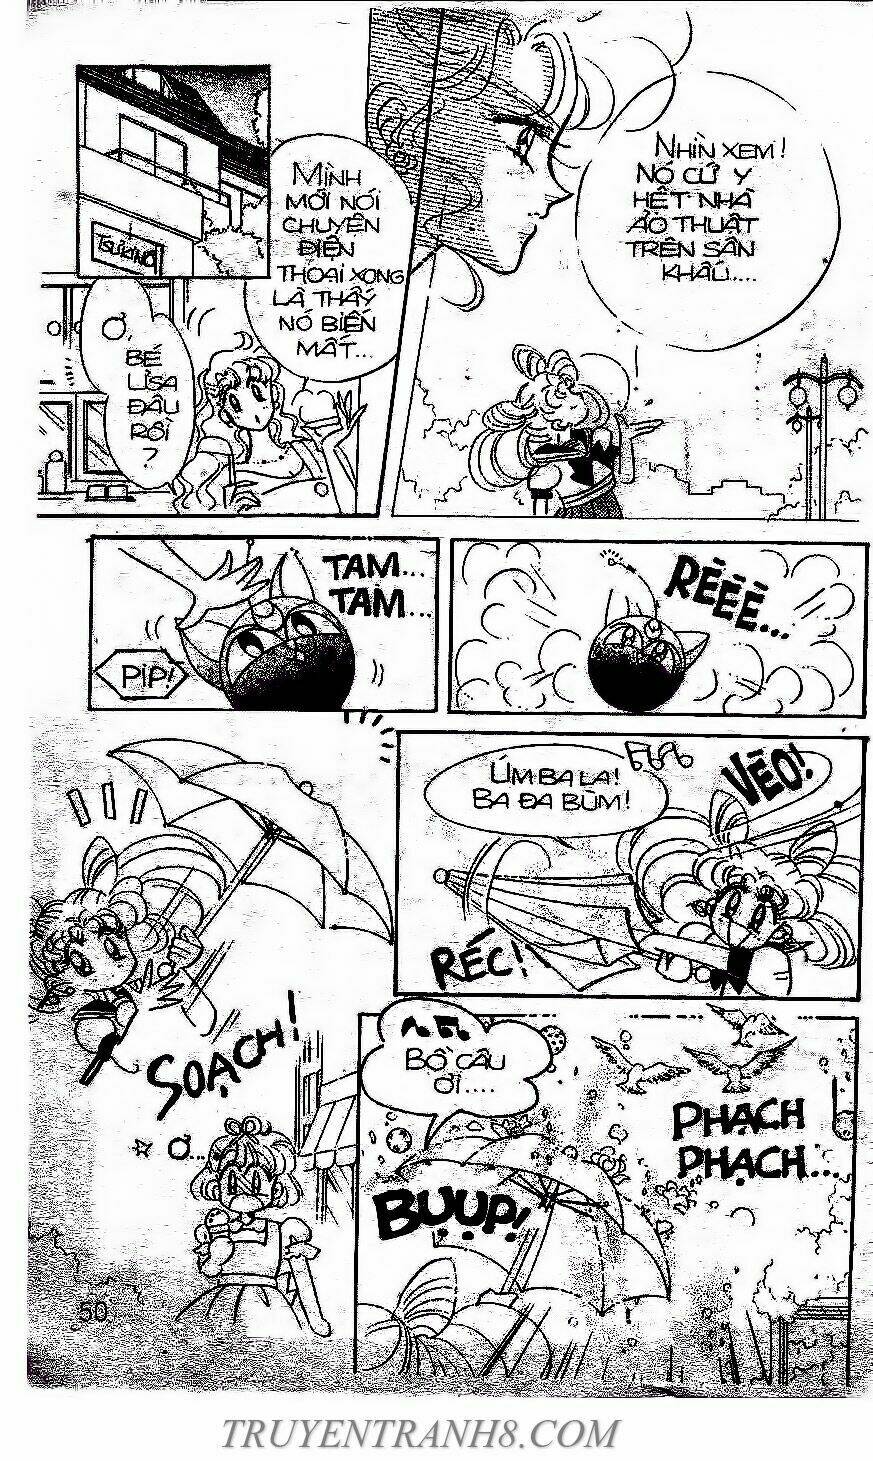 TSUKINO
MÌNH
MỚI NÓI
CHUYỆN
ĐIỆN
THOẠI XONG
LÀ THẤY
NÓ BIẾN
MẤT...
Ơ,
BÉ
ƯSA
ĐÂU
RỒI
?
NHÌN XEM!
NÓ CỨ Y
HỆT NHÀ
ẢO THUẬT
TRÊN SÂN
KHẤU....
TAM...
TAM...
PIP!
RÈÈÈ...
ÚM BA LA!
BA ĐA BÙM!
VÈO!
RÉC!
SOẠCH!
Ơ...
BỒ CÂU
ƠI....
PHẠCH
PHẠCH...
BỤỤP!
50
TRUYENTRANH8.COM